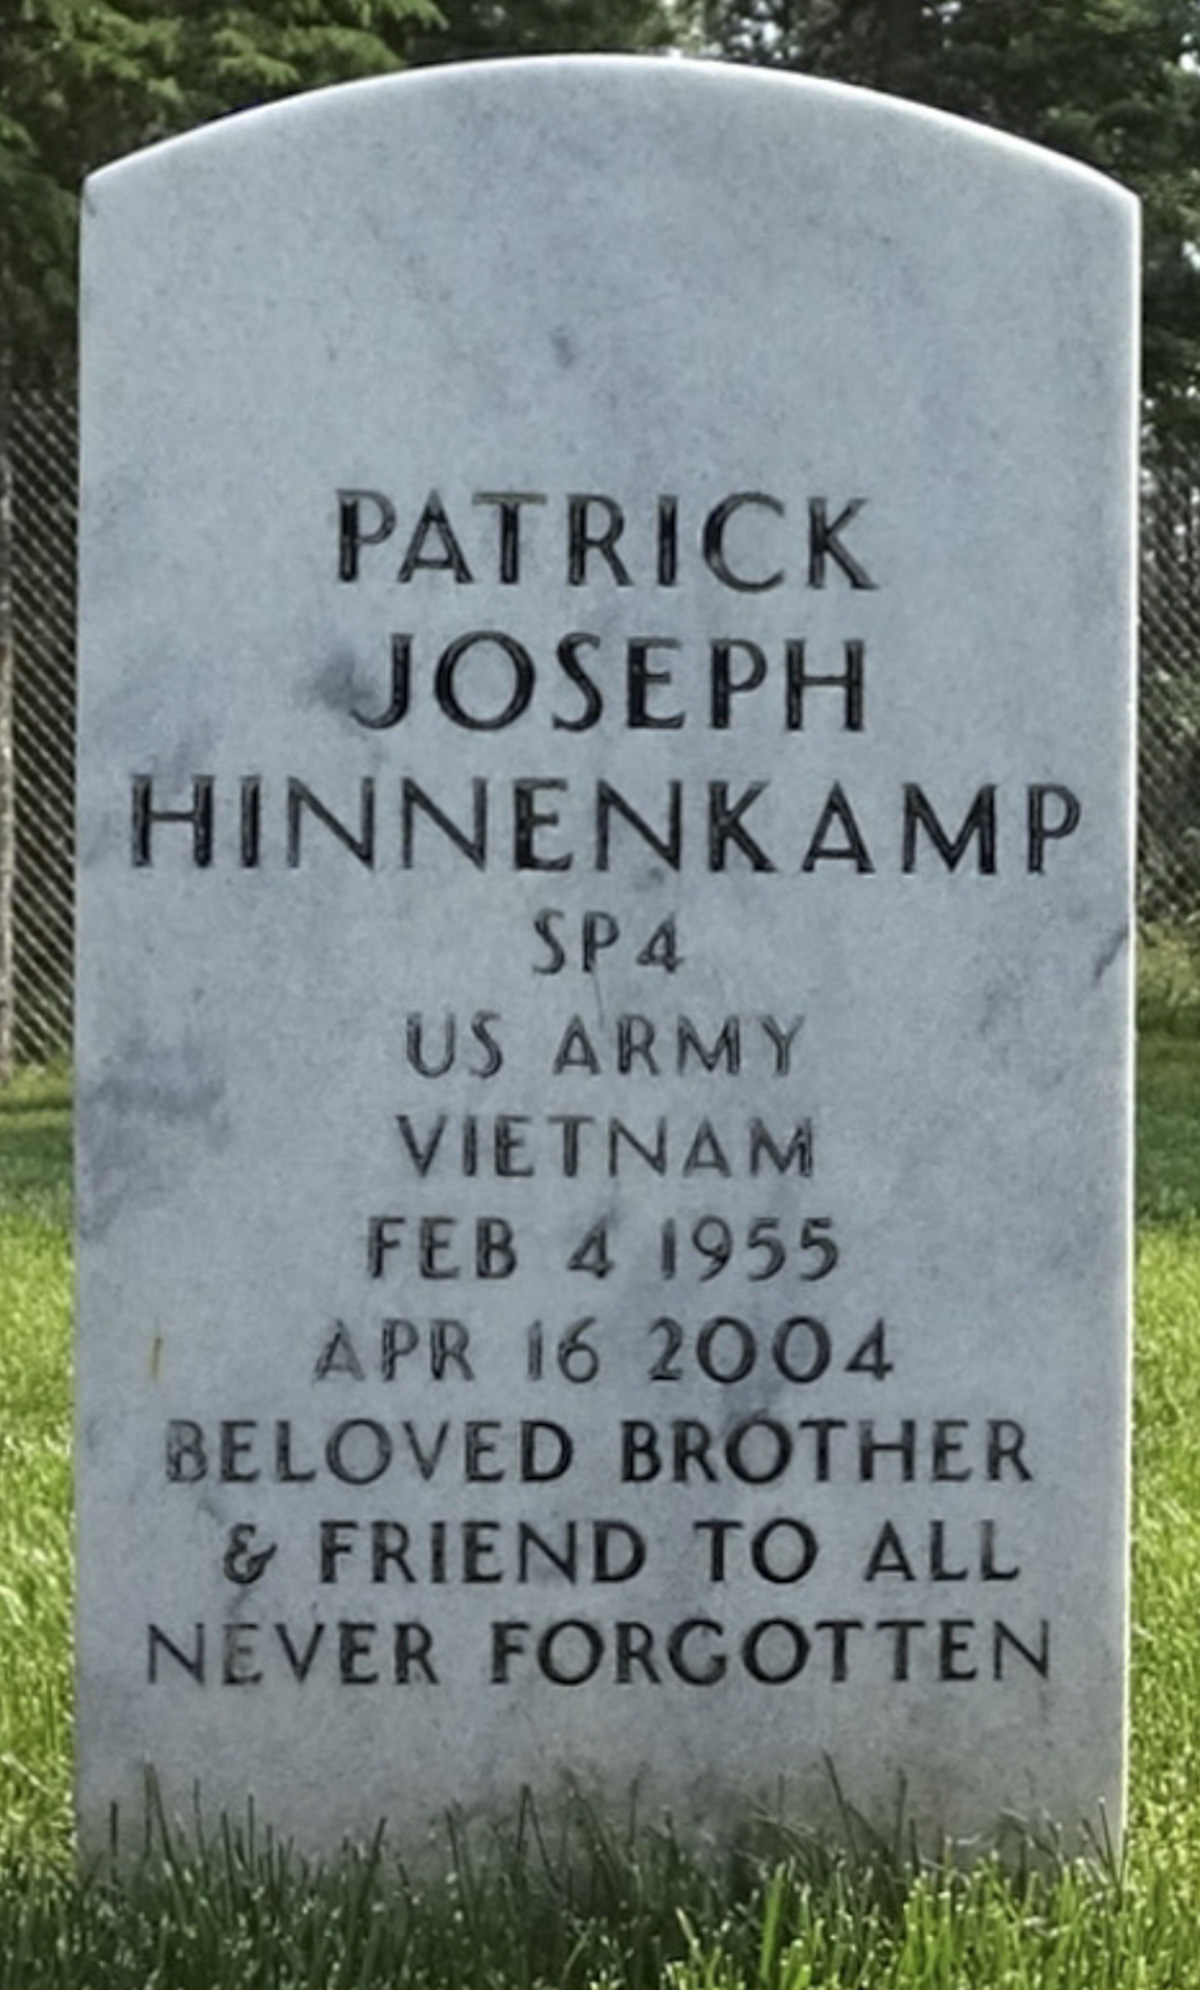 PATRICK
JOSEPH
HINNENKAMP
SP4
US ARMY
VIETNAM
FEB 4 1955
APR 16 2004
BELOVED BROTHER
& FRIEND TO ALL
NEVER FORGOTTEN